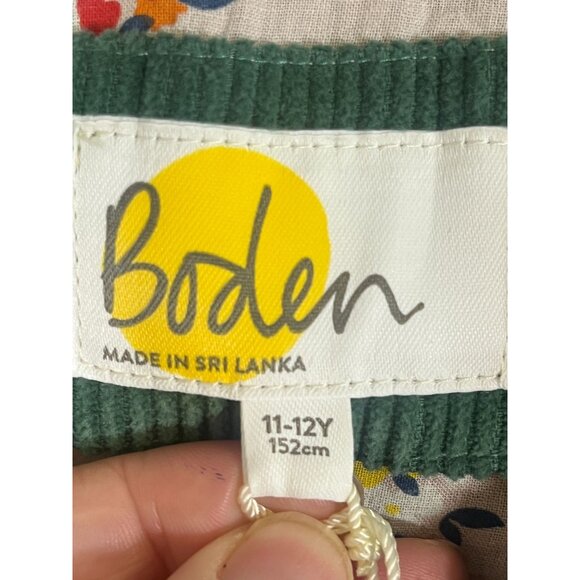 Boden
MADE IN SRI LANKA
11-12Y
152cm